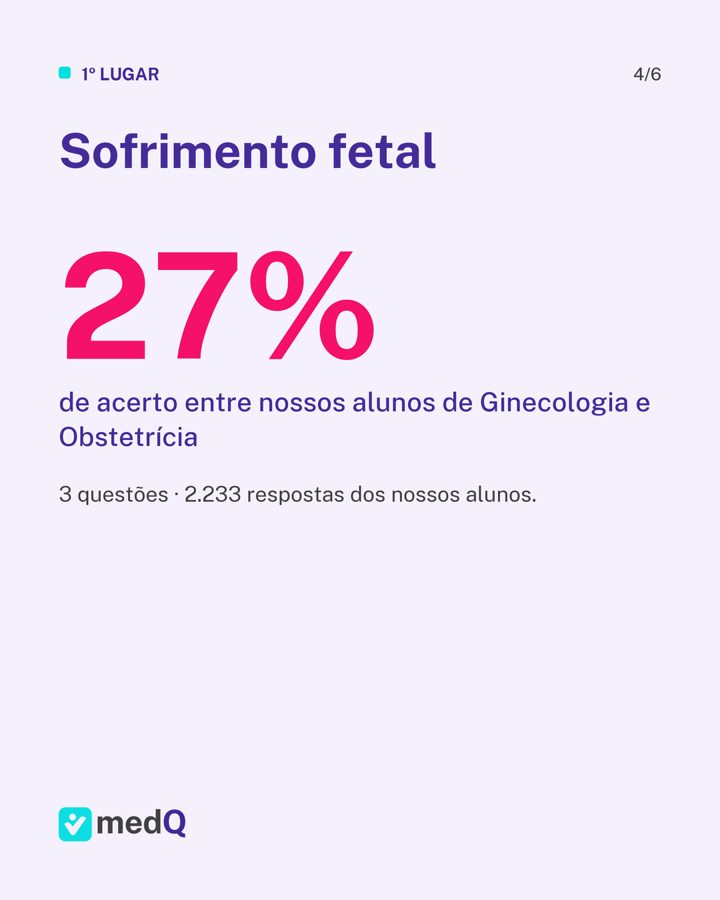 1º LUGAR
4/6
Sofrimento fetal
27%
de acerto entre nossos alunos de Ginecologia e
Obstetrícia
3 questões · 2.233 respostas dos nossos alunos.
medQ